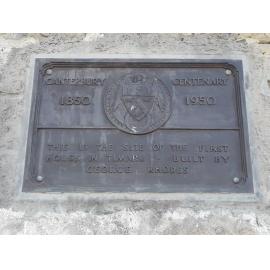 CANTERBURY CENTENARY
1850 1950
THIS IS THE SITE OF THE FIRST
HOUSE IN TIMARU - BUILT BY
GEORGE RHODES